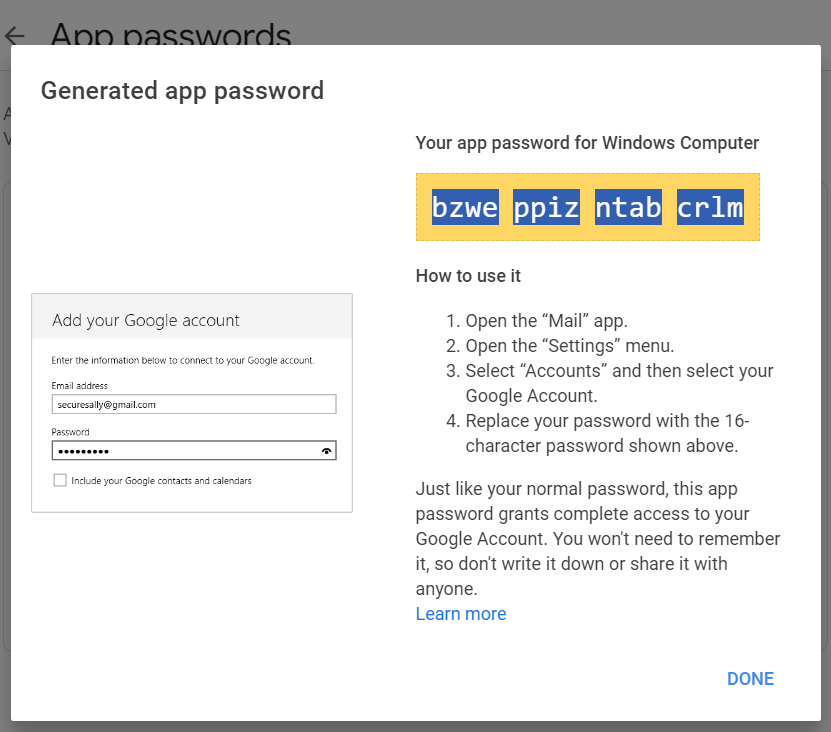 App passwords
Generated app password
Your app password for Windows Computer
bzwe ppiz ntab crlm
How to use it
1. Open the “Mail” app.
2. Open the “Settings” menu.
3. Select “Accounts” and then select your
Google Account.
4. Replace your password with the 16-
character password shown above.
Just like your normal password, this app
password grants complete access to your
Google Account. You won't need to remember
it, so don't write it down or share it with
anyone.
Learn more
Add your Google account
Enter the information below to connect to your Google account.
Email address
securesally@gmail.com
Password
•••••••••
Include your Google contacts and calendars
DONE